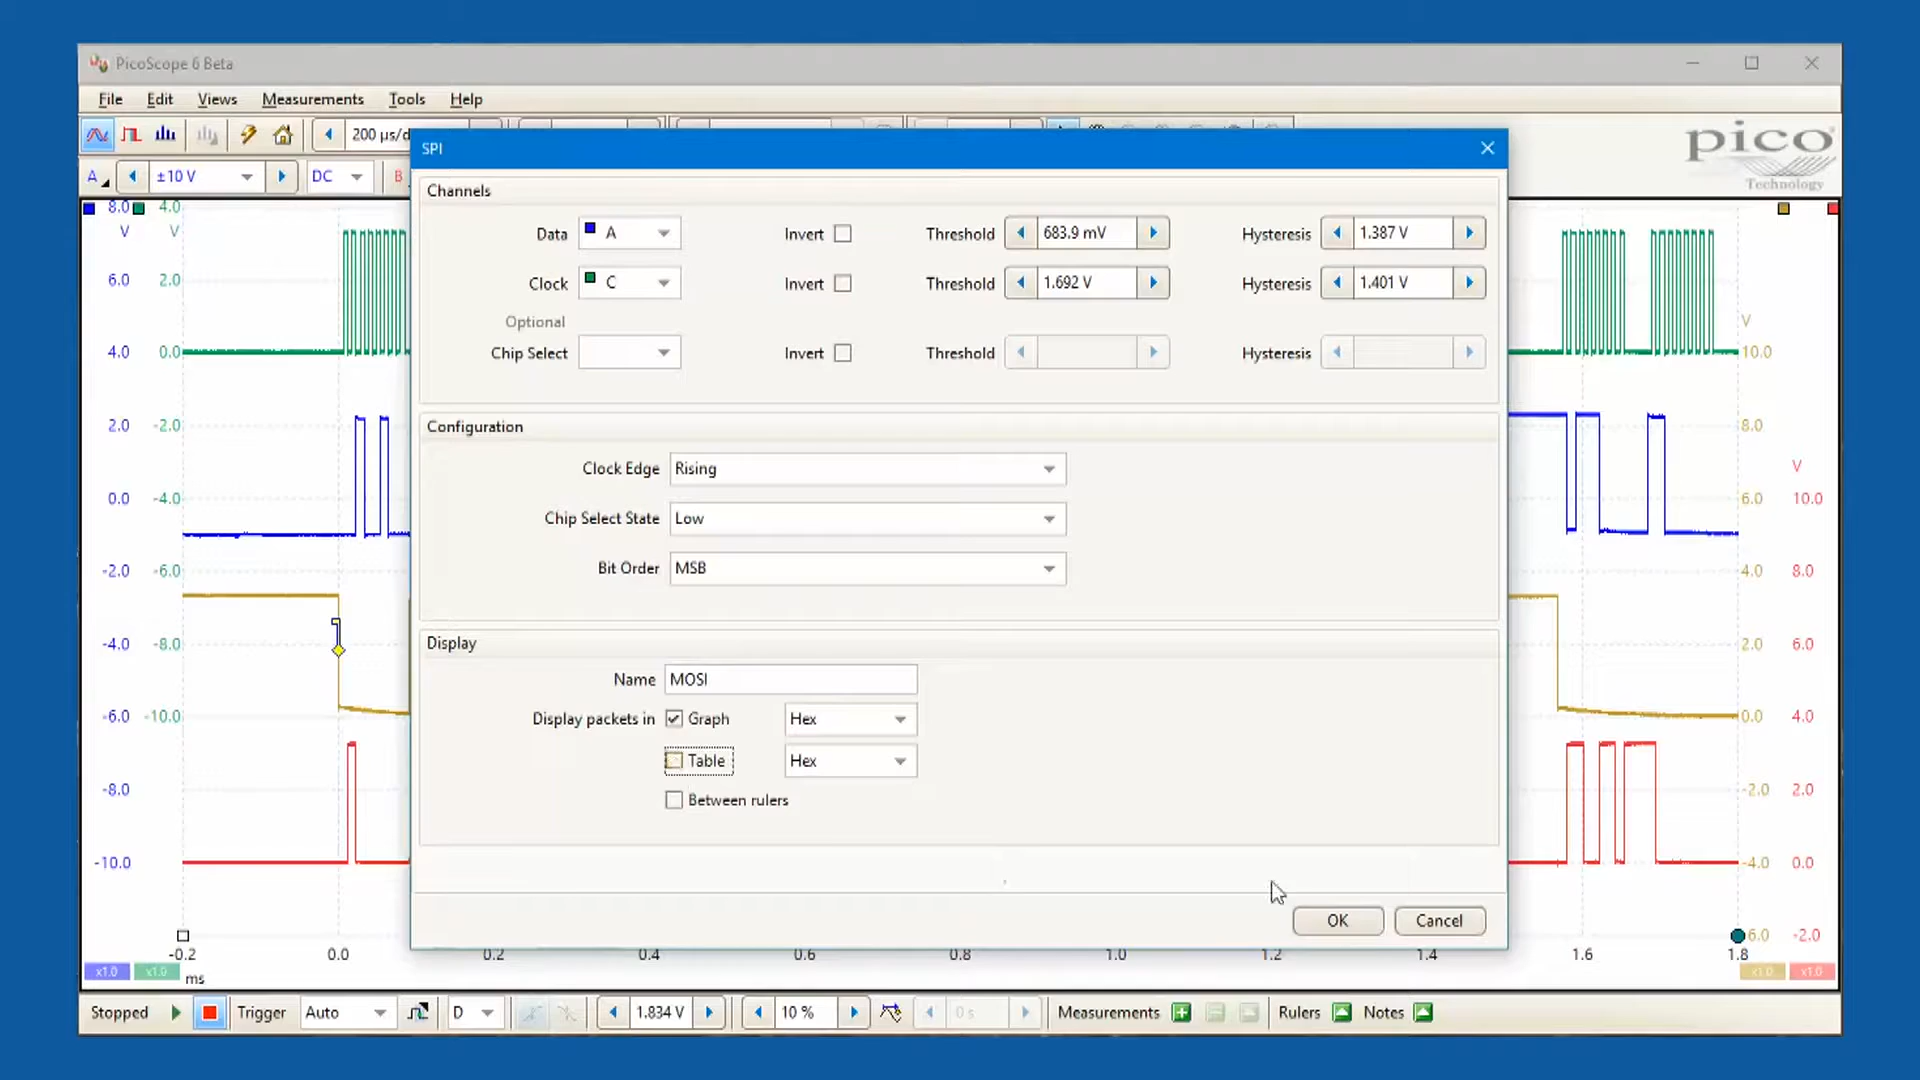 PicoScope 6 Beta
File Edit Views Measurements Tools Help
200 µs/d
pico
Technology
A ±10 V DC B
SPI
Channels
Data A Invert Threshold 683.9 mV Hysteresis 1.387 V
Clock C Invert Threshold 1.692 V Hysteresis 1.401 V
Optional
Chip Select Invert Threshold Hysteresis
Configuration
Clock Edge Rising
Chip Select State Low
Bit Order MSB
Display
Name MOSI
Display packets in Graph Hex
Table Hex
Between rulers
OK Cancel
8.0 4.0
V V
6.0 2.0
4.0 0.0
2.0 -2.0
0.0 -4.0
-2.0 -6.0
-4.0 -8.0
-6.0 -10.0
-8.0
-10.0
V
10.0
8.0
V
6.0 10.0
4.0 8.0
2.0 6.0
0.0 4.0
-2.0 2.0
-4.0 0.0
6.0 -2.0
-0.2 0.0 0.2 0.4 0.6 0.8 1.0 1.2 1.4 1.6 1.8
x1.0 x1.0 ms x1.0 x1.0
Stopped Trigger Auto D 1.834 V 10 % 0 s Measurements Rulers Notes